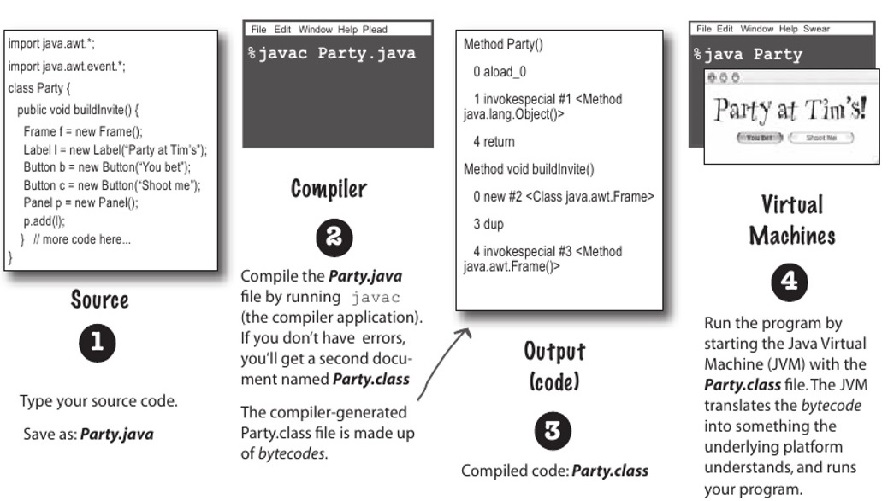 import java.awt.*;
import java.awt.event.*;
class Party {
public void buildInvite() {
Frame f = new Frame();
Label l = new Label("Party at Tim's");
Button b = new Button("You bet");
Button c = new Button("Shoot me");
Panel p = new Panel();
p.add(l);
} // more code here...
}
Source
1
Type your source code.
Save as: Party.java
File Edit Window Help Plead
%javac Party.java
Compiler
2
Compile the Party.java
file by running javac
(the compiler application).
If you don't have errors,
you'll get a second docu-
ment named Party.class
The compiler-generated
Party.class file is made up
of bytecodes.
Method Party()
0 aload_0
1 invokespecial #1 <Method
java.lang.Object()>
4 return
Method void buildInvite()
0 new #2 <Class java.awt.Frame>
3 dup
4 invokespecial #3 <Method
java.awt.Frame()>
Output
(code)
3
Compiled code: Party.class
File Edit Window Help Swear
%java Party
Party at Tim's!
You Bet Shoot Me
Virtual
Machines
4
Run the program by
starting the Java Virtual
Machine (JVM) with the
Party.class file. The JVM
translates the bytecode
into something the
underlying platform
understands, and runs
your program.